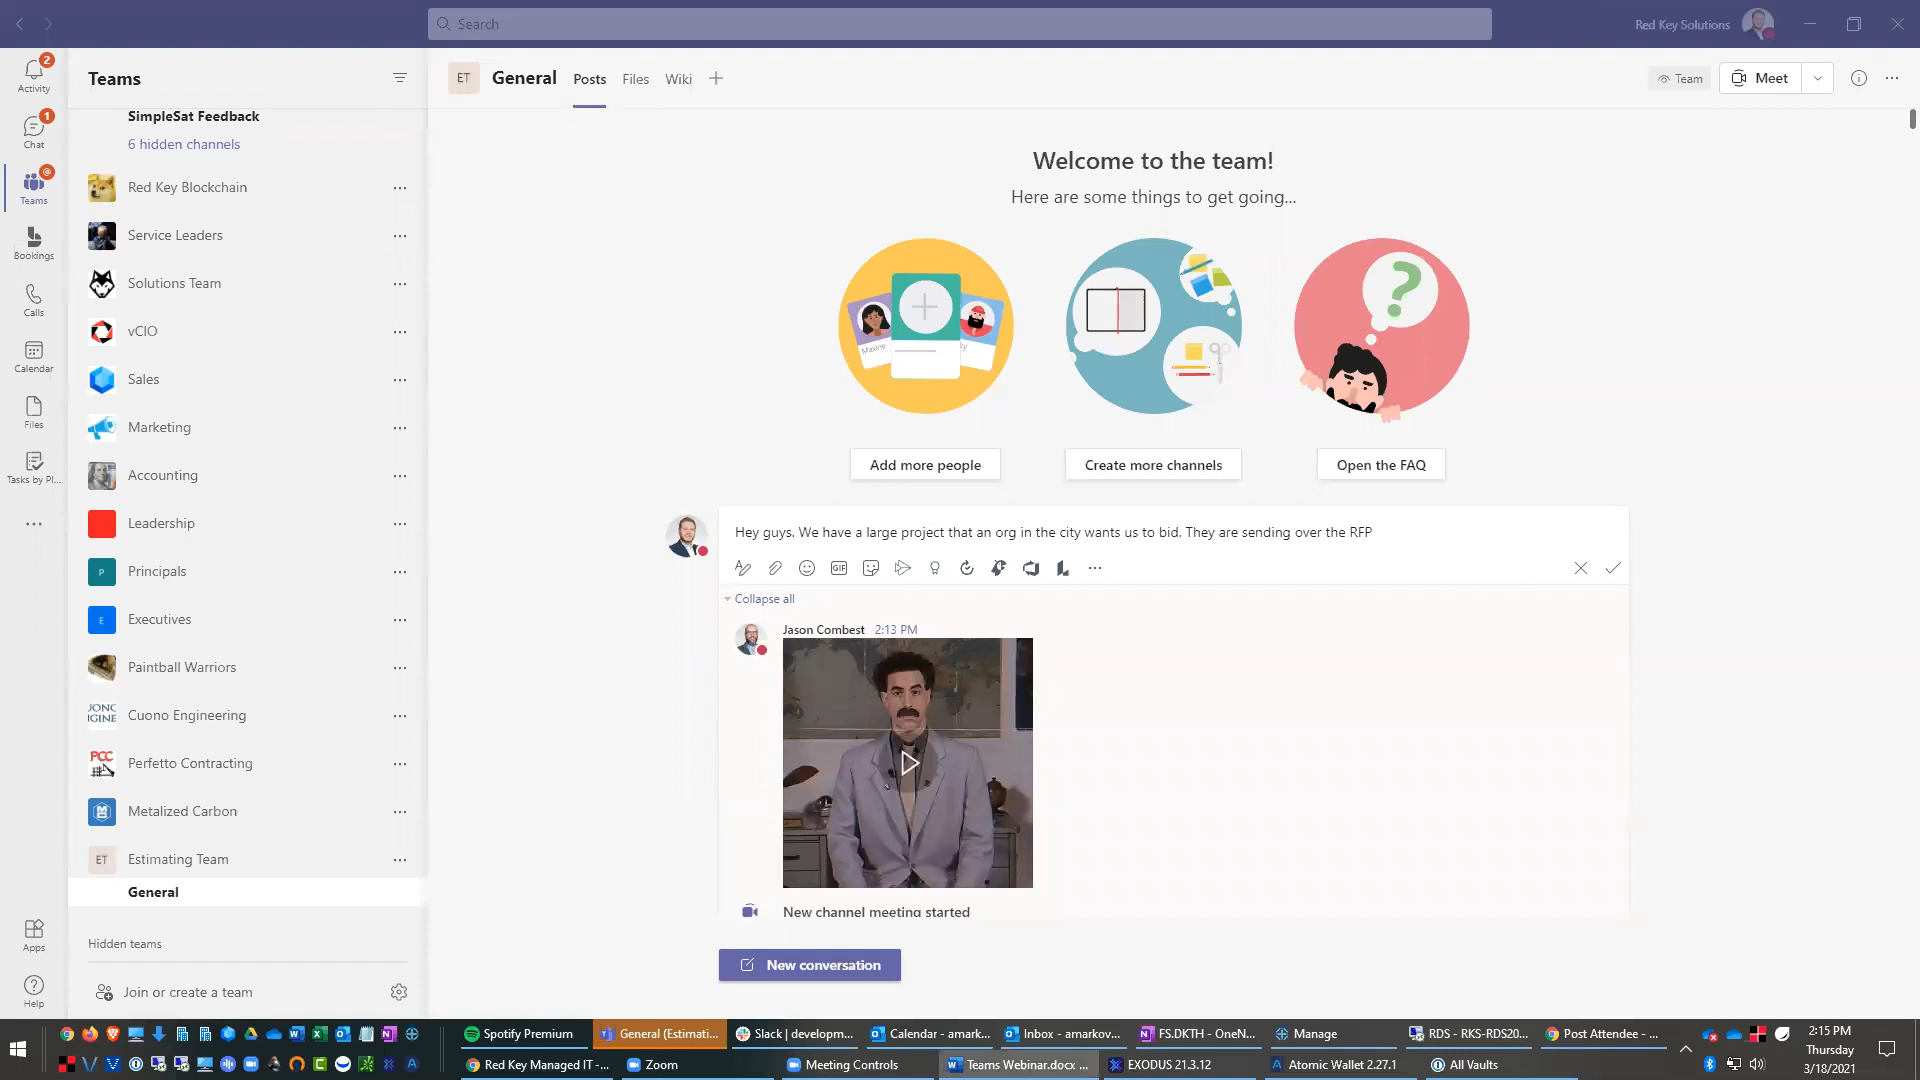 Search
Red Key Solutions
2
Activity
1
Chat
@
Teams
Bookings
Calls
Calendar
Files
Tasks by Pl...
Apps
Help
Teams
SimpleSat Feedback
6 hidden channels
Red Key Blockchain
Service Leaders
Solutions Team
vCIO
Sales
Marketing
Accounting
Leadership
P
Principals
E
Executives
Paintball Warriors
Cuono Engineering
PCC
Perfetto Contracting
Metalized Carbon
ET
Estimating Team
General
Hidden teams
Join or create a team
ET
General
Posts
Files
Wiki
Team
Meet
Welcome to the team!
Here are some things to get going...
Maxine
Add more people
Create more channels
Open the FAQ
Hey guys. We have a large project that an org in the city wants us to bid. They are sending over the RFP
GIF
Collapse all
Jason Combest 2:13 PM
New channel meeting started
New conversation
Spotify Premium
General (Estimati...
Slack | developm...
Calendar - amark...
Inbox - amarkov...
FS.DKTH - OneN...
Manage
RDS - RKS-RDS20...
Post Attendee - ...
Red Key Managed IT -...
Zoom
Meeting Controls
Teams Webinar.docx ...
EXODUS 21.3.12
Atomic Wallet 2.27.1
All Vaults
2:15 PM
Thursday
3/18/2021